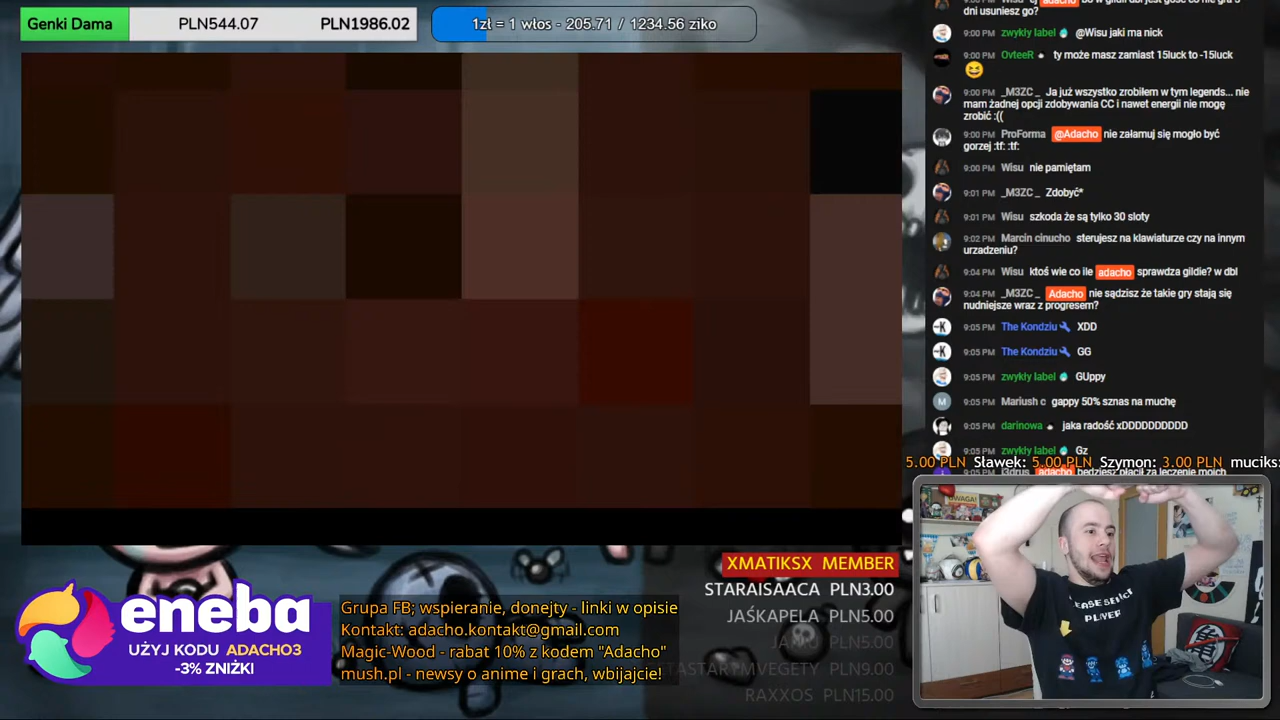 Genki Dama
PLN544.07
PLN1986.02
1zł = 1 włos - 205.71 / 1234.56 ziko
dni usuniesz go?
9:00 PM zwykły label @Wisu jaki ma nick
9:00 PM OvteeR ty może masz zamiast 15luck to -15luck
9:00 PM _M3ZC_ Ja już wszystko zrobiłem w tym legends... nie
mam żadnej opcji zdobywania CC i nawet energii nie mogę
zrobić :((
9:00 PM ProForma @Adacho nie załamuj się mogło być
gorzej :tf: :tf:
9:00 PM Wisu nie pamiętam
9:01 PM _M3ZC_ Zdobyć*
9:01 PM Wisu szkoda że są tylko 30 sloty
9:02 PM Marcin cinucho sterujesz na klawiaturze czy na innym
urzadzeniu?
9:04 PM Wisu ktoś wie co ile adacho sprawdza gildie? w dbl
9:04 PM _M3ZC_ Adacho nie sądzisz że takie gry stają się
nudniejsze wraz z progresem?
9:05 PM The Kondziu XDD
9:05 PM The Kondziu GG
9:05 PM zwykły label GUppy
M 9:05 PM Mariush c gappy 50% sznas na muchę
9:05 PM darinowa jaka radość xDDDDDDDDDD
9:05 PM zwykły label Gz
5.00 PLN Sławek: 5.00 PLN Szymon: 3.00 PLN muciks:
UWAGA!
PLEASE SELECT
PLAYER
XMATIKSX MEMBER
STARAISAACA PLN3.00
JAŚKAPELA PLN5.00
PLN5.00
PLN9.00
RAXXOS PLN15.00
eneba
UŻYJ KODU ADACHO3
-3% ZNIŻKI
Grupa FB; wspieranie, donejty - linki w opisie
Kontakt: adacho.kontakt@gmail.com
Magic-Wood - rabat 10% z kodem "Adacho"
mush.pl - newsy o anime i grach, wbijajcie!